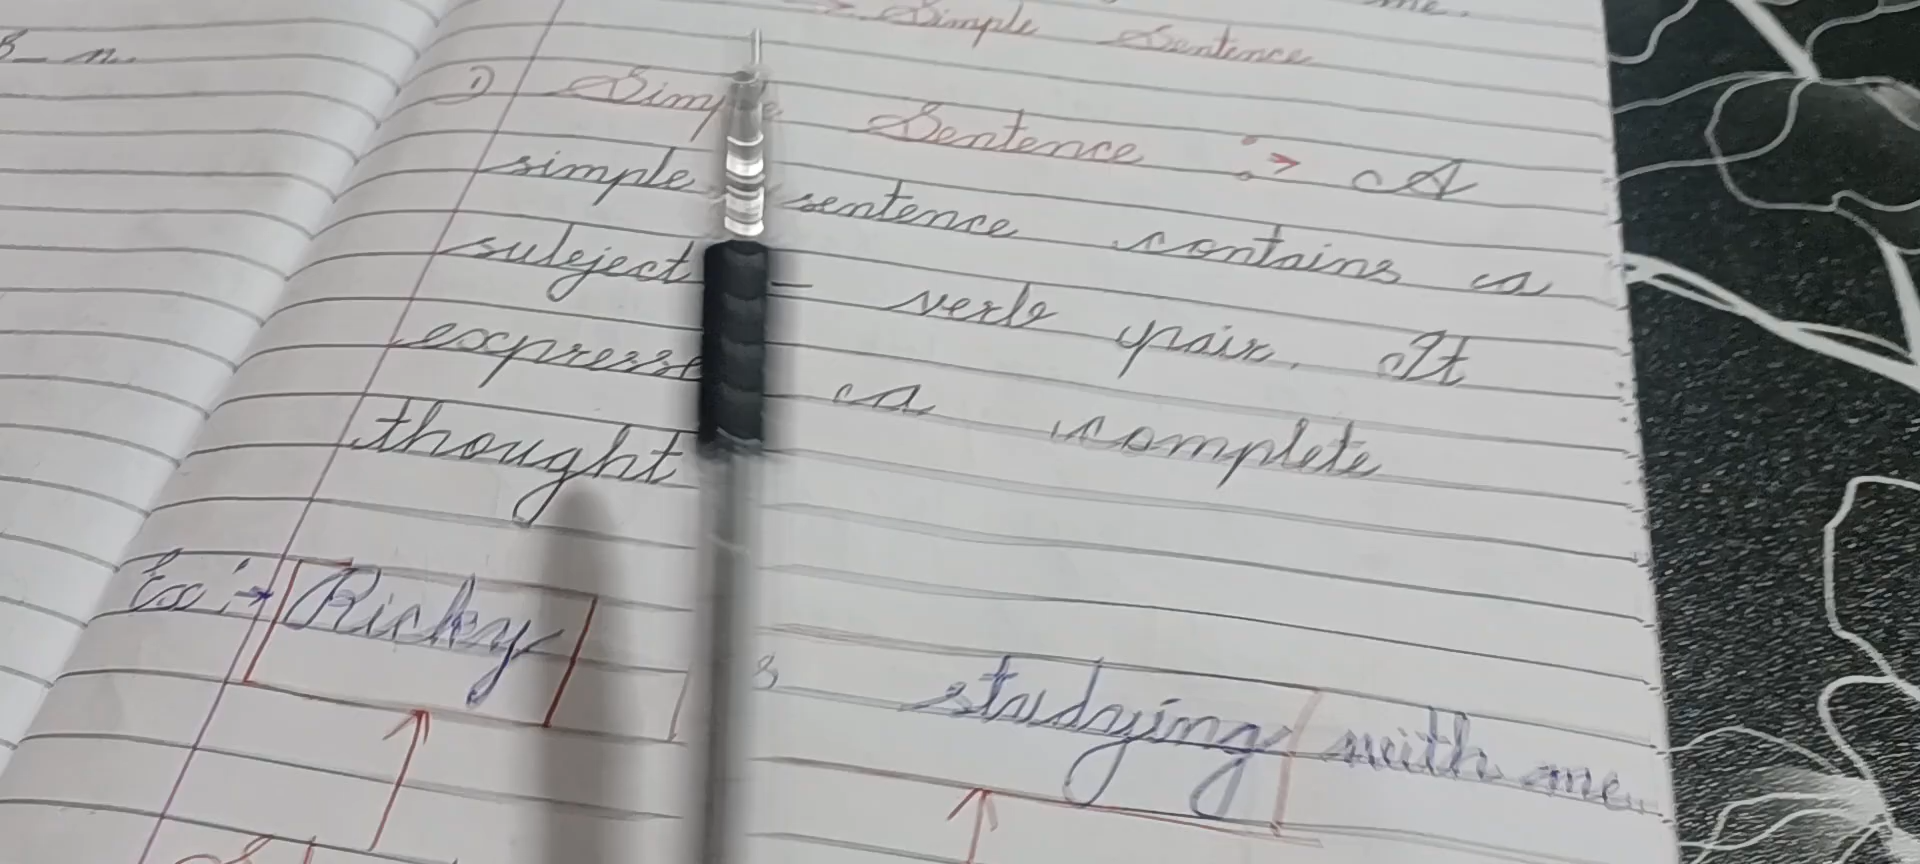 Simple Sentence
1) Simple Sentence :→ A
simple sentence contains a
subject - verb pair. It
expresse a complete
thought
Ex :→ Ricky s studying with me.